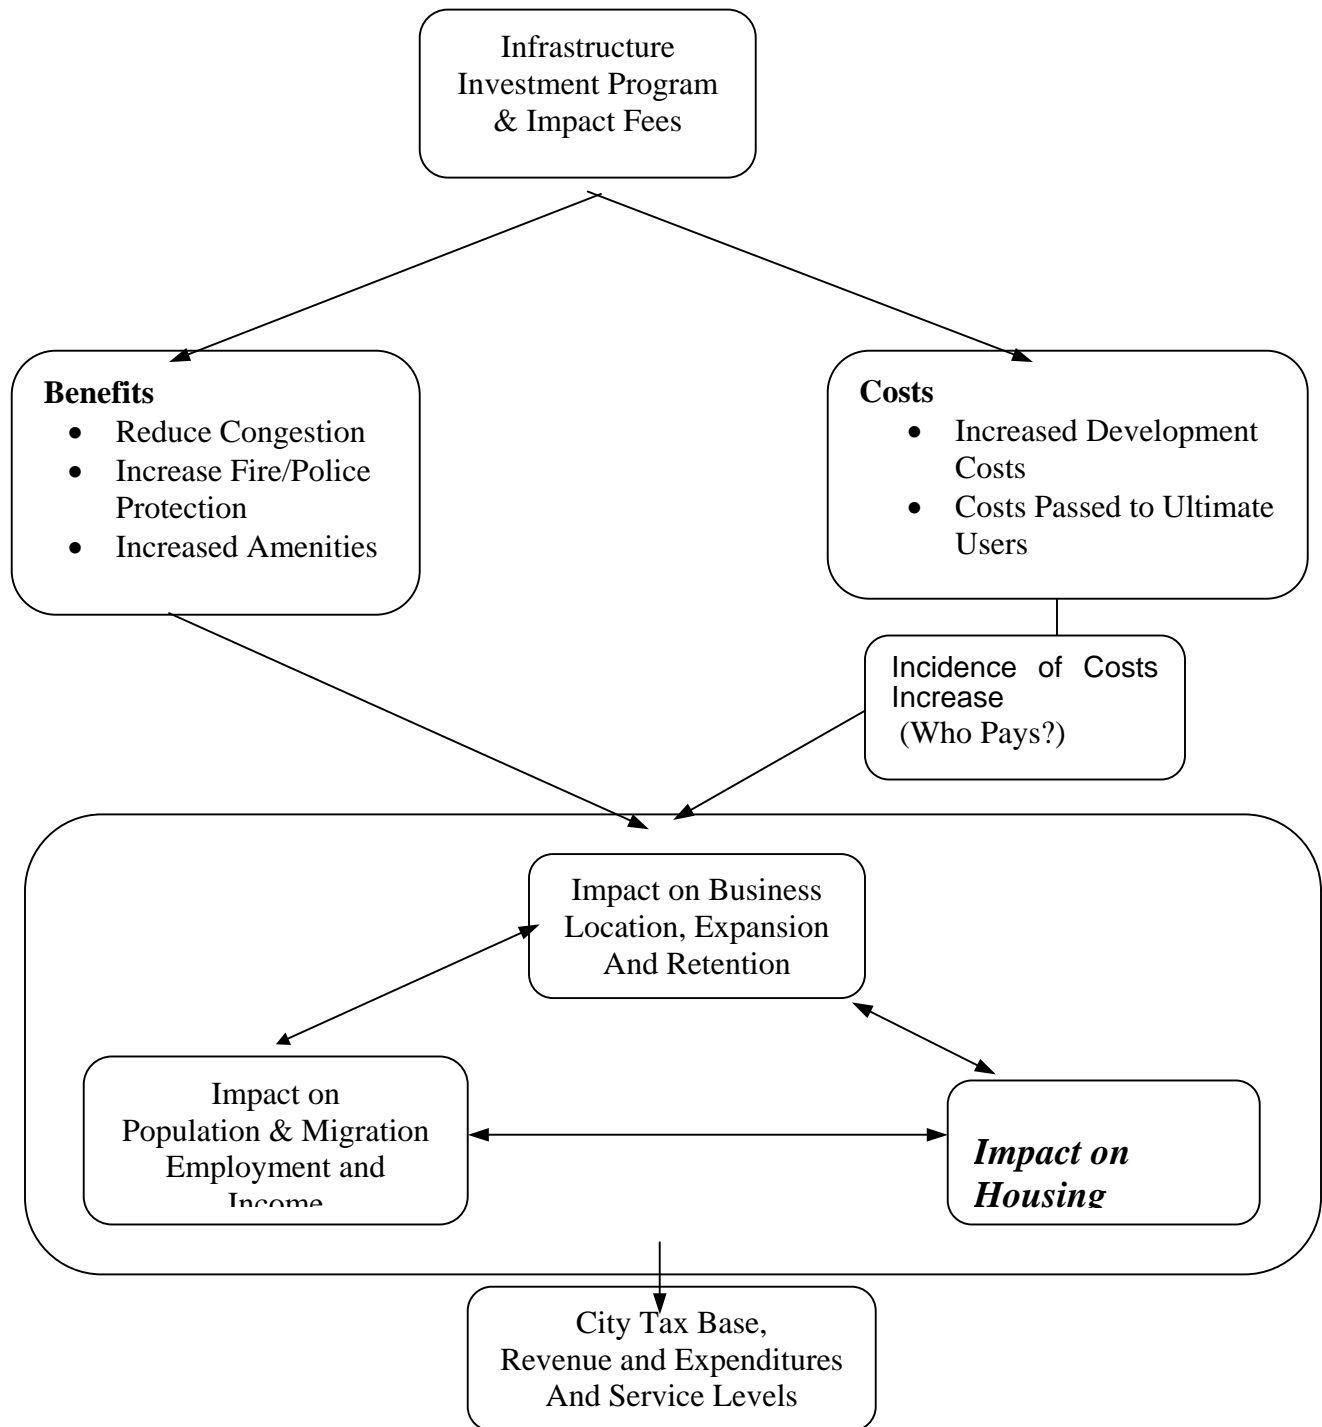 Infrastructure
Investment Program
& Impact Fees
Benefits
• Reduce Congestion
• Increase Fire/Police
Protection
• Increased Amenities
Costs
• Increased Development
Costs
• Costs Passed to Ultimate
Users
Incidence of Costs
Increase
(Who Pays?)
Impact on Business
Location, Expansion
And Retention
Impact on
Population & Migration
Employment and
Income
Impact on
Housing
City Tax Base,
Revenue and Expenditures
And Service Levels